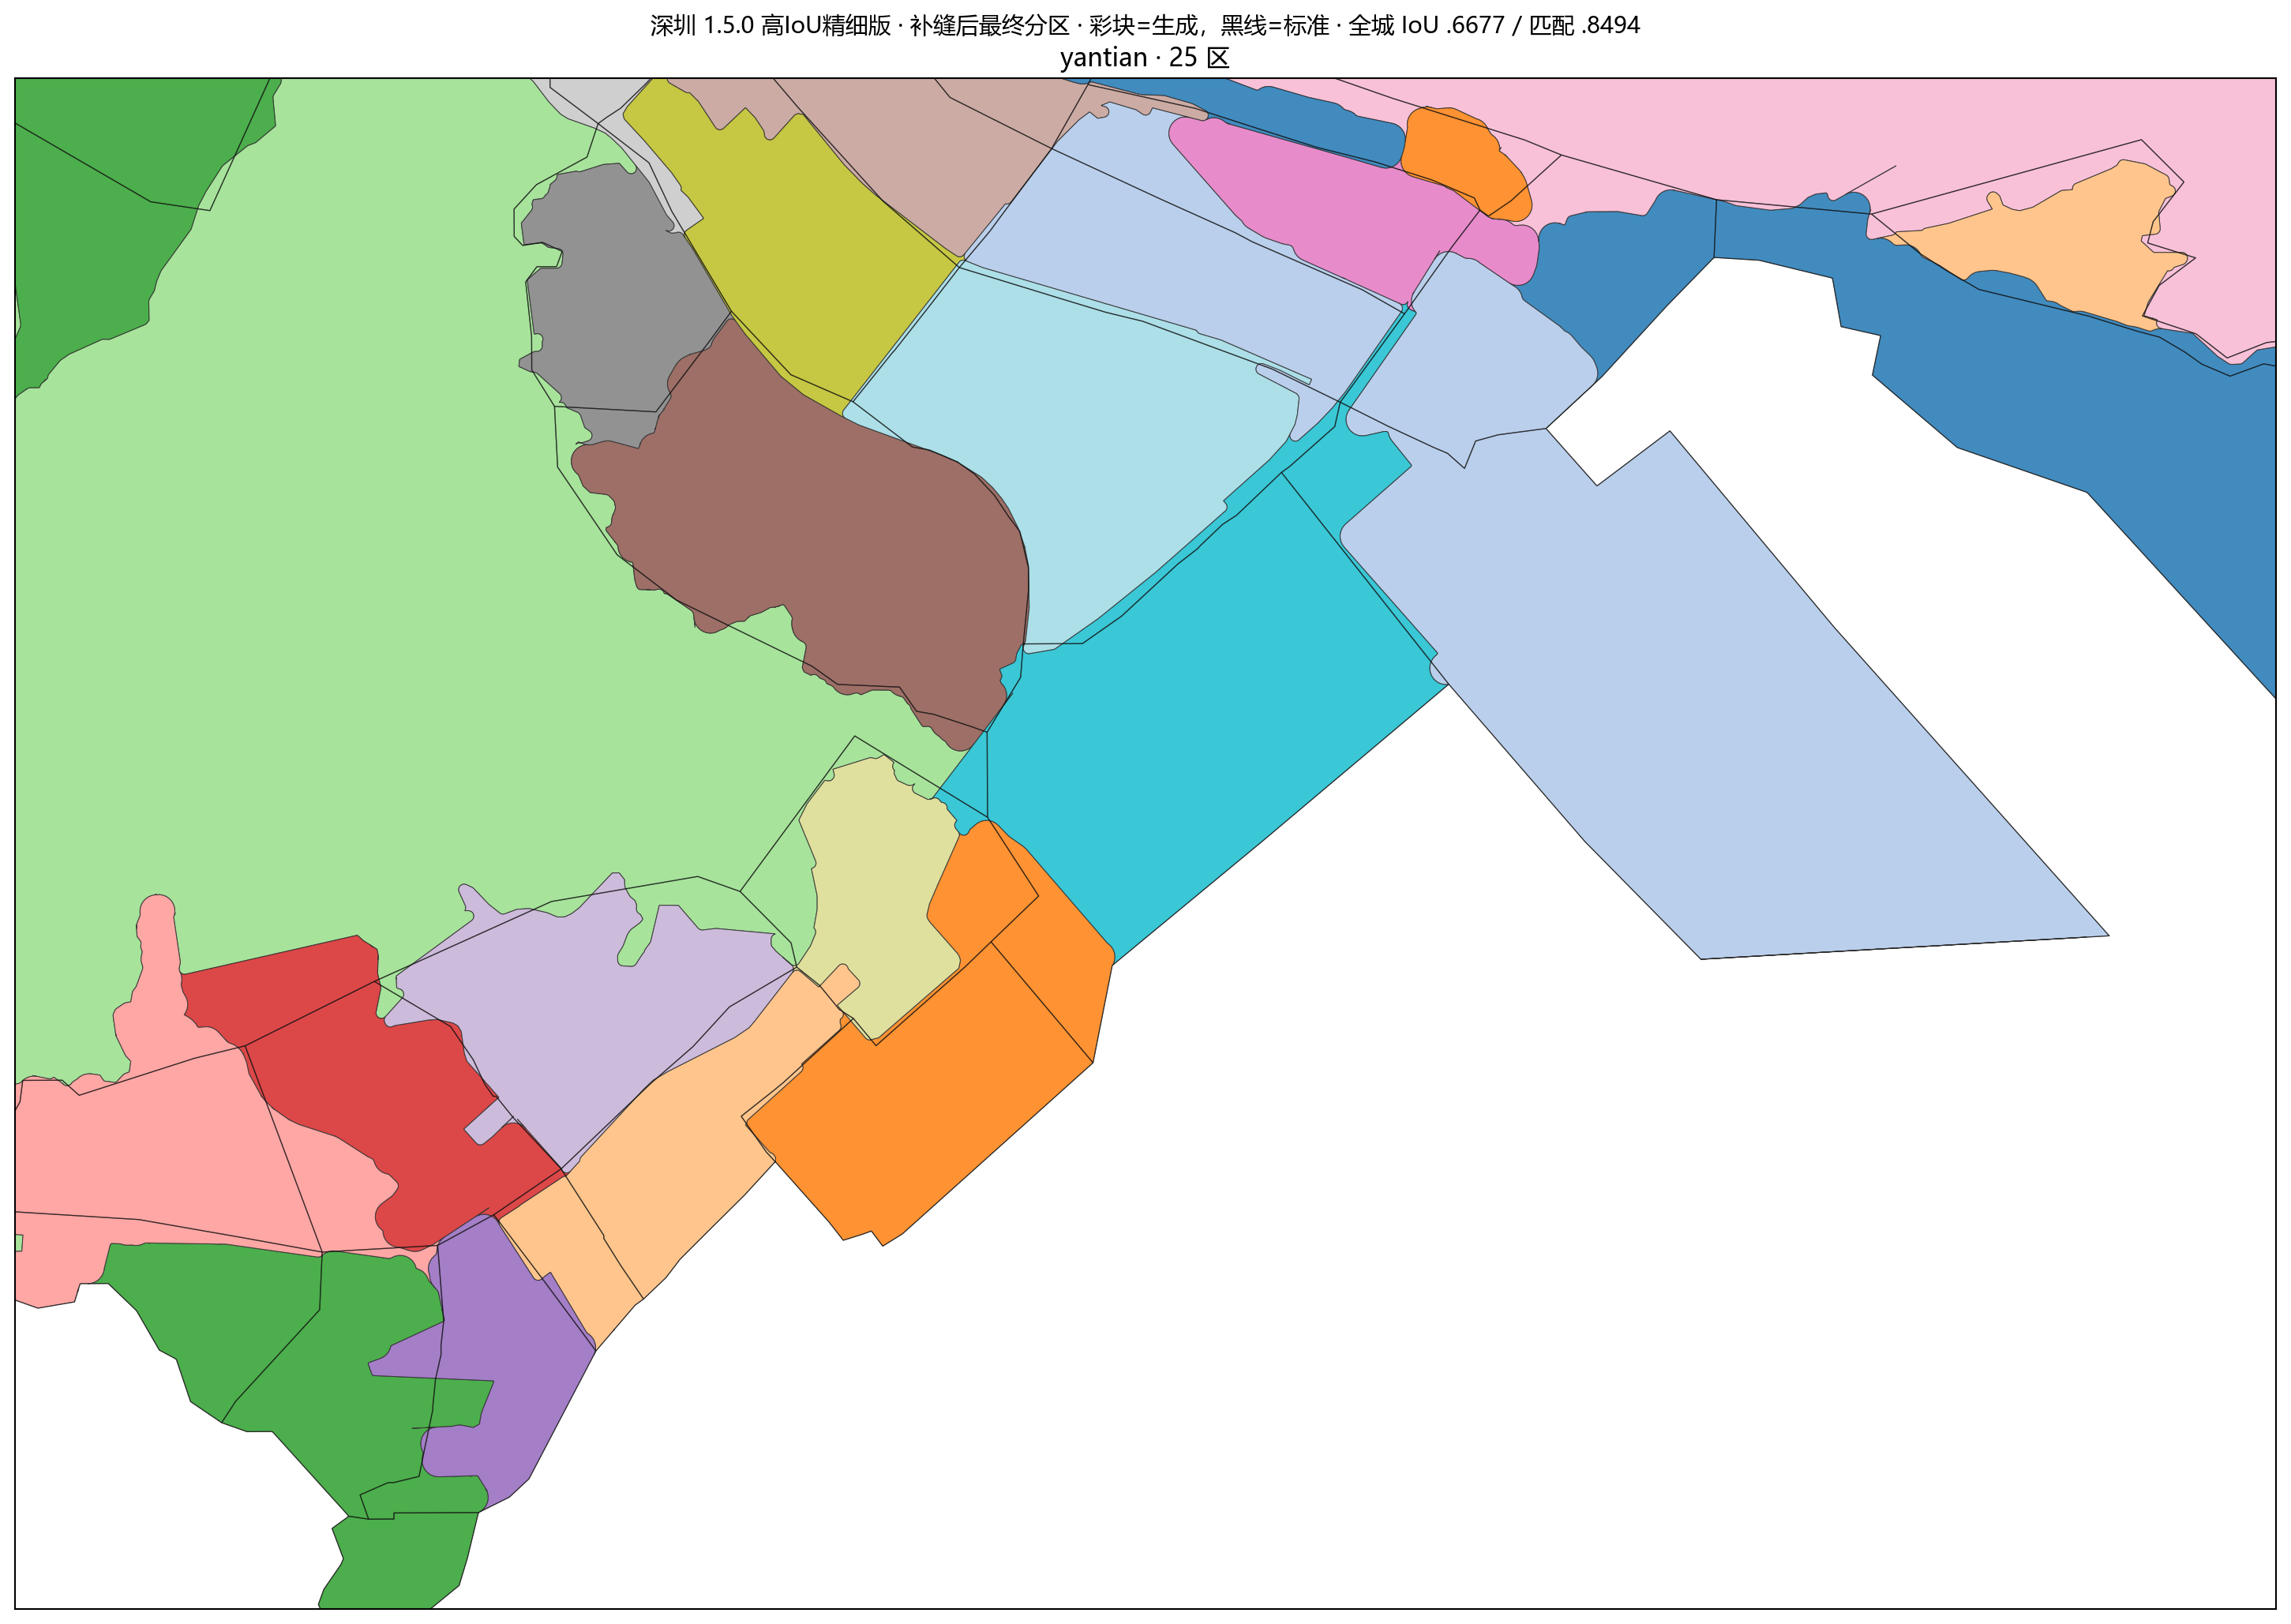 深圳 1.5.0 高IoU精细版 · 补缝后最终分区 · 彩块=生成，黑线=标准 · 全城 IoU .6677 / 匹配 .8494
yantian · 25 区